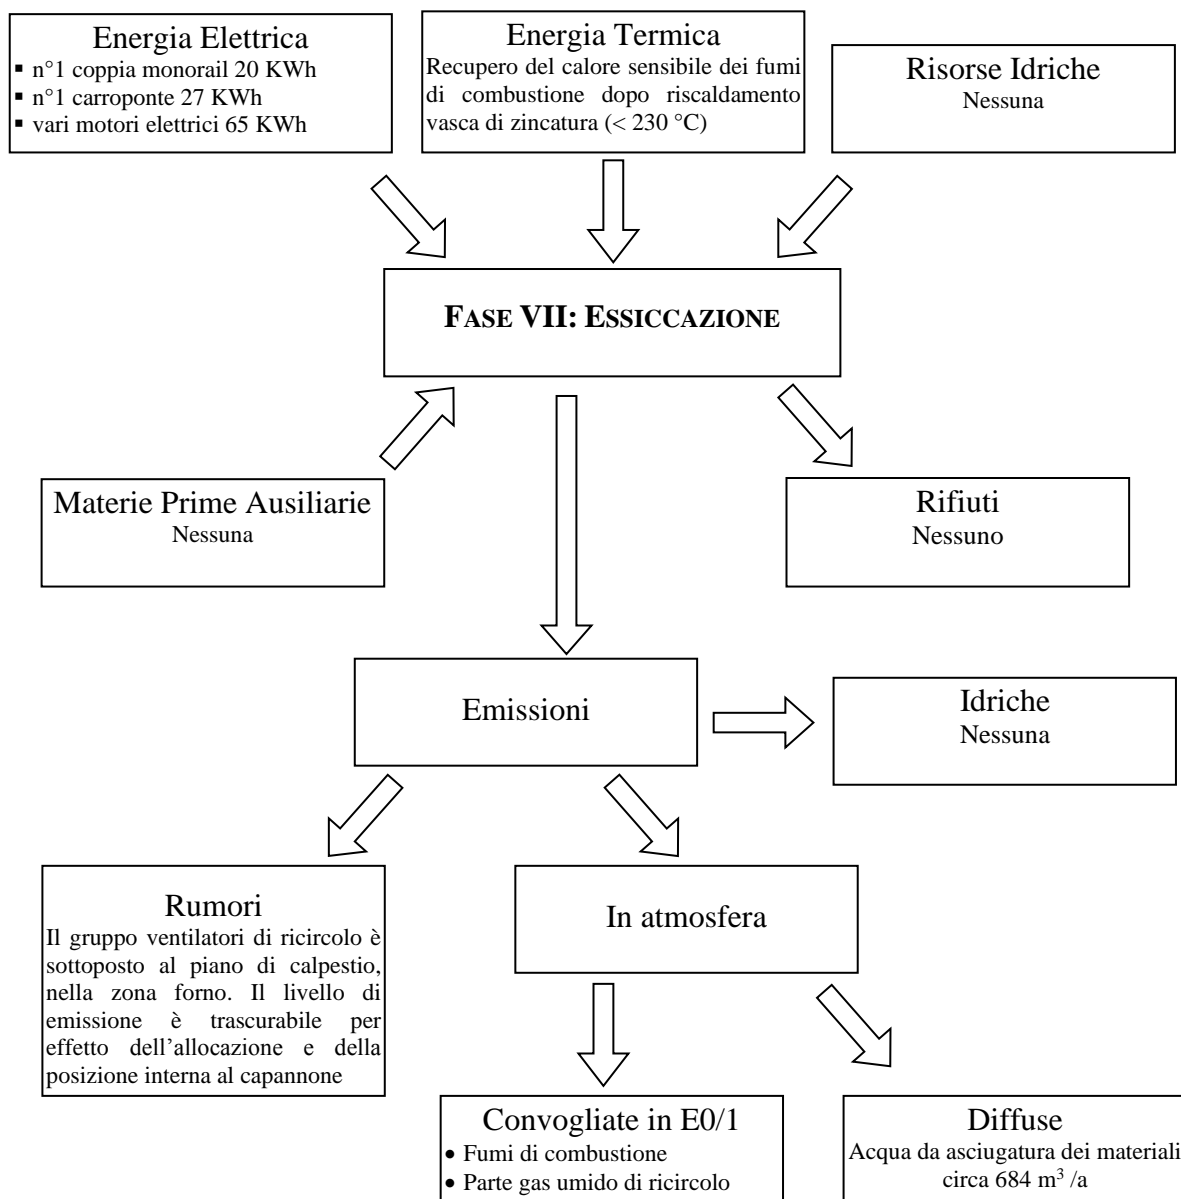 Energia Elettrica
▪ n°1 coppia monorail 20 KWh
▪ n°1 carroponte 27 KWh
▪ vari motori elettrici 65 KWh
Energia Termica
Recupero del calore sensibile dei fumi
di combustione dopo riscaldamento
vasca di zincatura (< 230 °C)
Risorse Idriche
Nessuna
FASE VII: ESSICCAZIONE
Materie Prime Ausiliarie
Nessuna
Rifiuti
Nessuno
Emissioni
Idriche
Nessuna
Rumori
Il gruppo ventilatori di ricircolo è
sottoposto al piano di calpestio,
nella zona forno. Il livello di
emissione è trascurabile per
effetto dell'allocazione e della
posizione interna al capannone
In atmosfera
Convogliate in E0/1
• Fumi di combustione
• Parte gas umido di ricircolo
Diffuse
Acqua da asciugatura dei materiali
circa 684 m³ /a